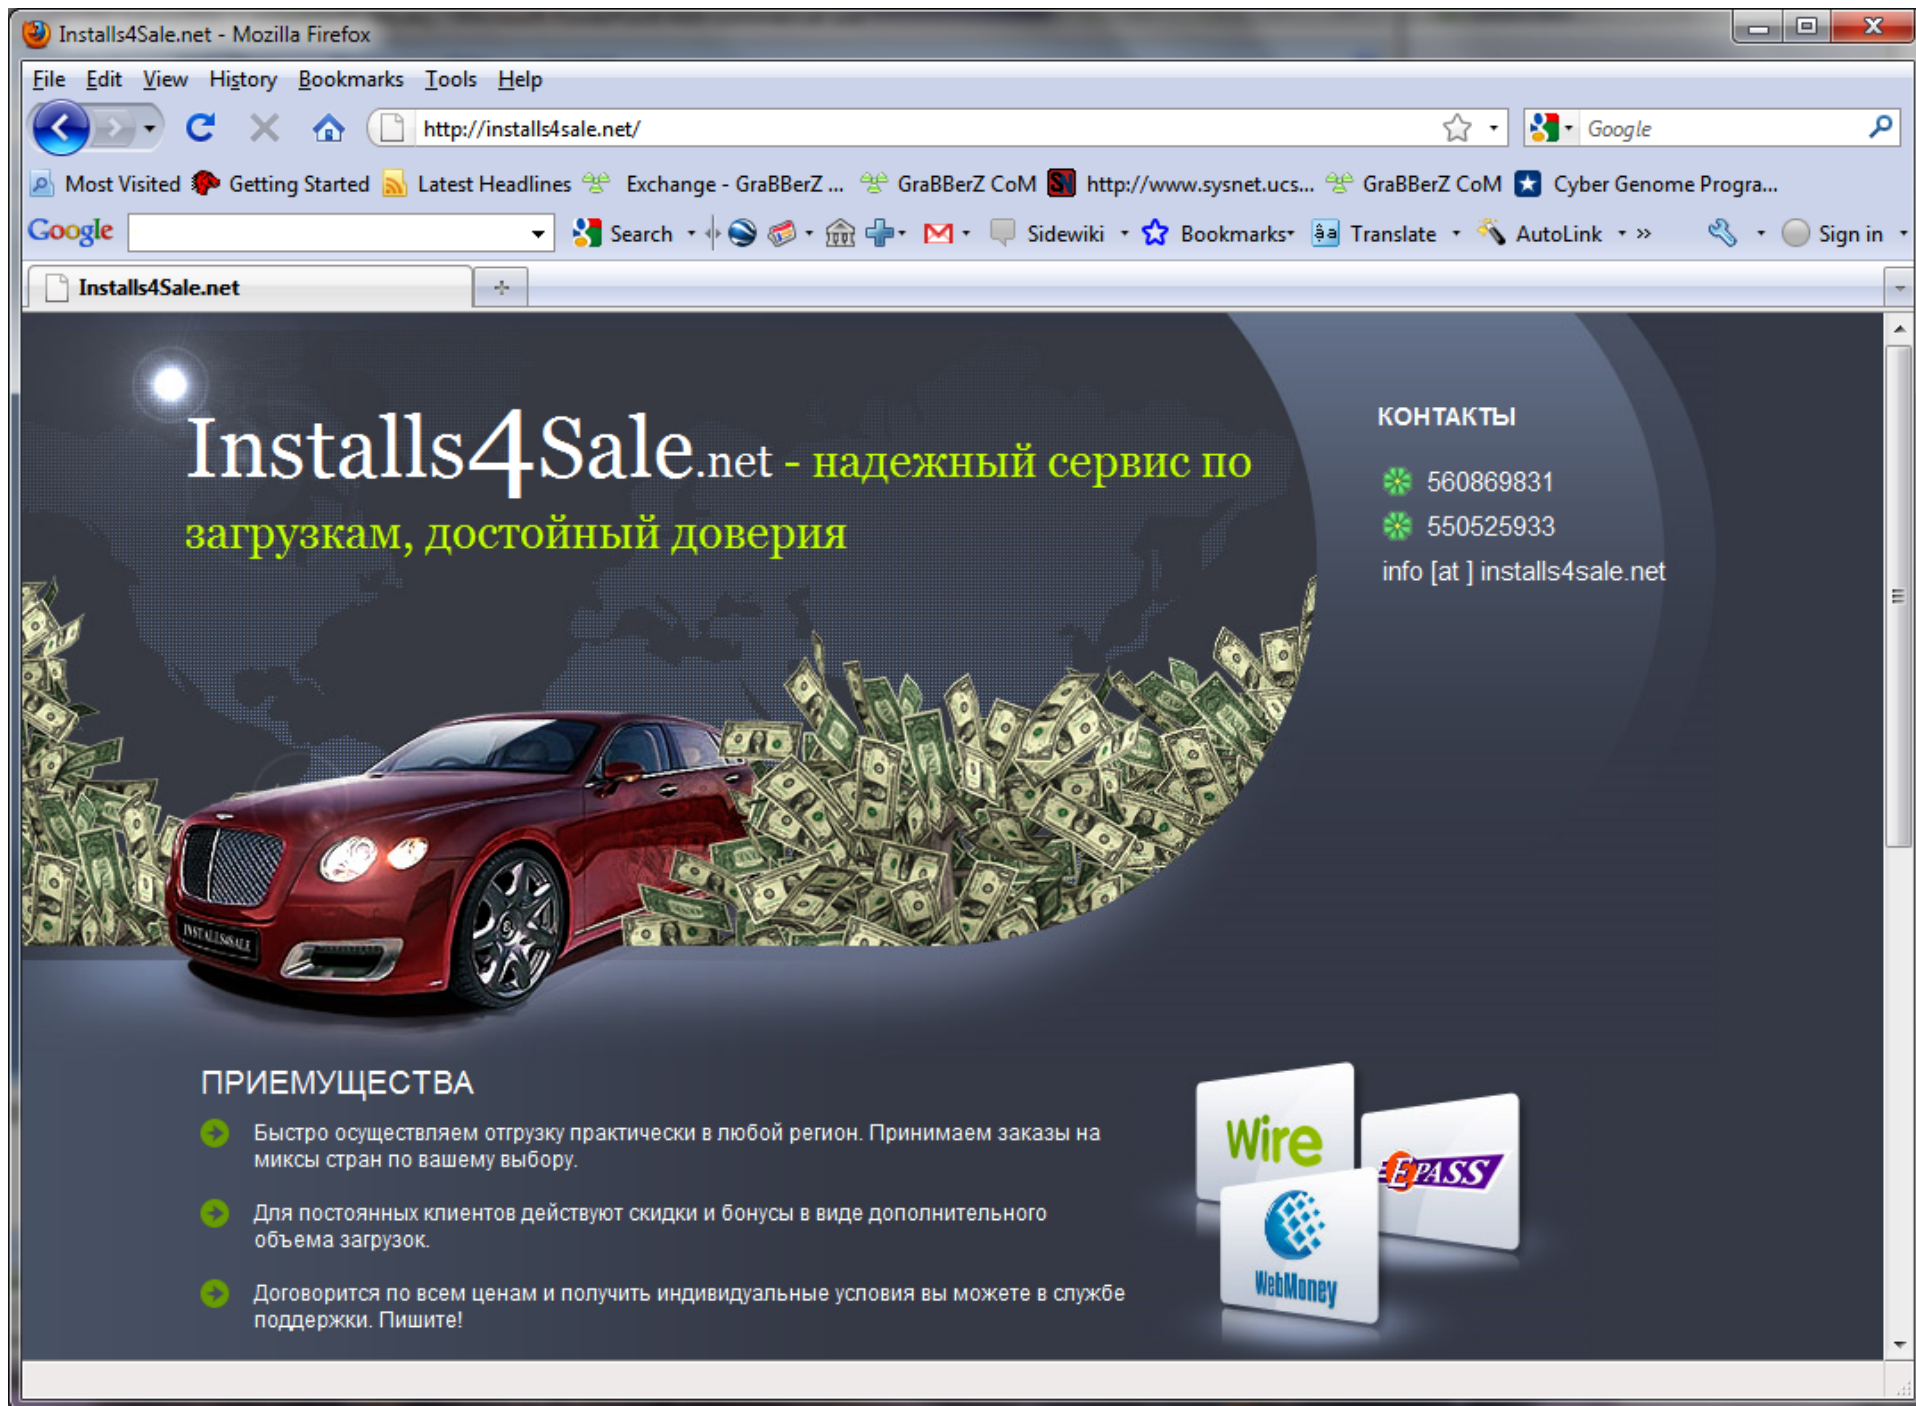 Installs4Sale.net - Mozilla Firefox
File Edit View History Bookmarks Tools Help
http://installs4sale.net/
Google
Most Visited Getting Started Latest Headlines Exchange - GraBBerZ ... GraBBerZ CoM SN http://www.sysnet.ucs... GraBBerZ CoM Cyber Genome Progra...
Google Search Sidewiki Bookmarks Translate AutoLink » Sign in
Installs4Sale.net
Installs4Sale.net - надежный сервис по
загрузкам, достойный доверия
КОНТАКТЫ
560869831
550525933
info [at ] installs4sale.net
INSTALLS4SALE
ПРИЕМУЩЕСТВА
Быстро осуществляем отгрузку практически в любой регион. Принимаем заказы на
миксы стран по вашему выбору.
Для постоянных клиентов действуют скидки и бонусы в виде дополнительного
объема загрузок.
Договорится по всем ценам и получить индивидуальные условия вы можете в службе
поддержки. Пишите!
Wire
EPASS
WebMoney